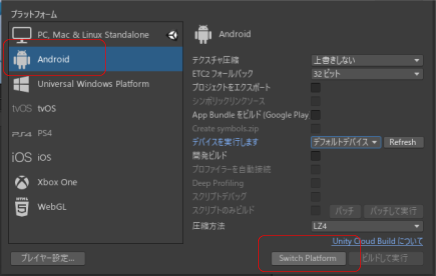 プラットフォーム
PC, Mac & Linux Standalone
Android
Universal Windows Platform
tvOS tvOS
PS4 PS4
iOS iOS
Xbox One
HTML 5 WebGL
Android
テクスチャ圧縮 上書きしない
ETC2 フォールバック 32 ビット
プロジェクトをエクスポート
シンボリックリンクソース
App Bundle をビルド (Google Play
Create symbols.zip
デバイスを実行します デフォルトデバイス Refresh
開発ビルド
プロファイラーを自動接続
Deep Profiling
スクリプトデバッグ
スクリプトのみビルド パッチ パッチして実行
圧縮方法 LZ4
Unity Cloud Build について
プレイヤー設定... Switch Platform ビルドして実行